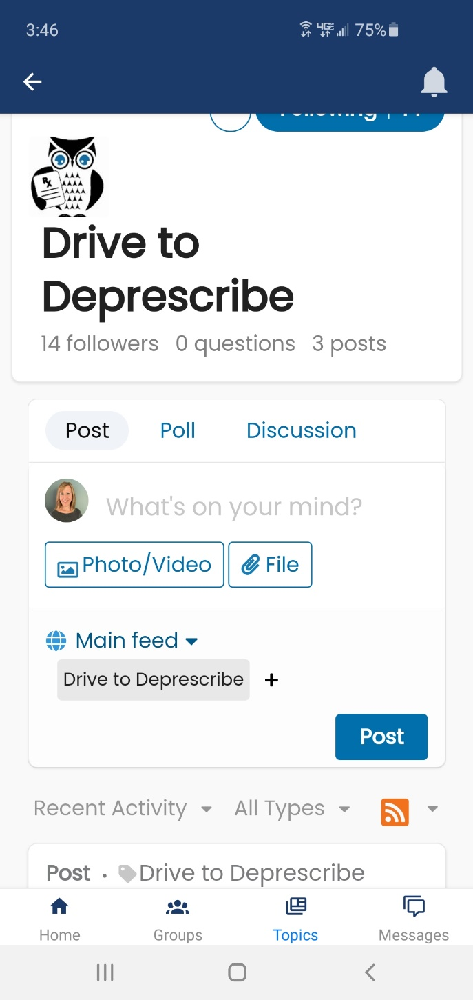 3:46 4G 75%
Following
Rx
Drive to
Deprescribe
14 followers 0 questions 3 posts
Post Poll Discussion
What's on your mind?
Photo/Video File
Main feed
Drive to Deprescribe +
Post
Recent Activity All Types
Post · Drive to Deprescribe
Home Groups Topics Messages